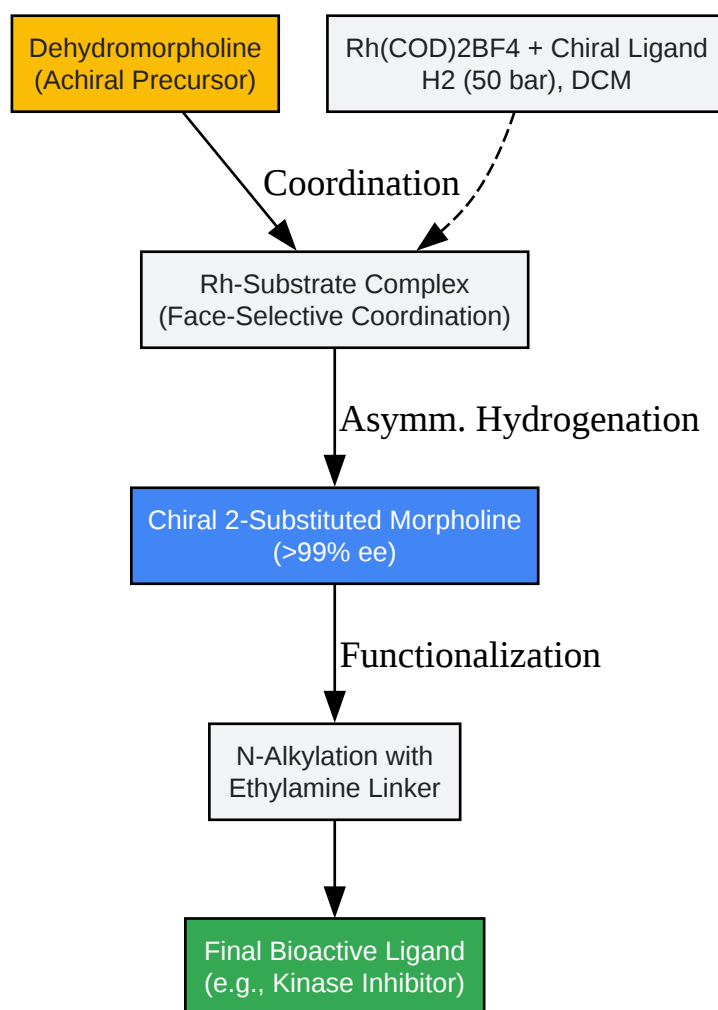 Dehydromorpholine
(Achiral Precursor)
Rh(COD)2BF4 + Chiral Ligand
H2 (50 bar), DCM
Coordination
Rh-Substrate Complex
(Face-Selective Coordination)
Asymm. Hydrogenation
Chiral 2-Substituted Morpholine
(>99% ee)
Functionalization
N-Alkylation with
Ethylamine Linker
Final Bioactive Ligand
(e.g., Kinase Inhibitor)